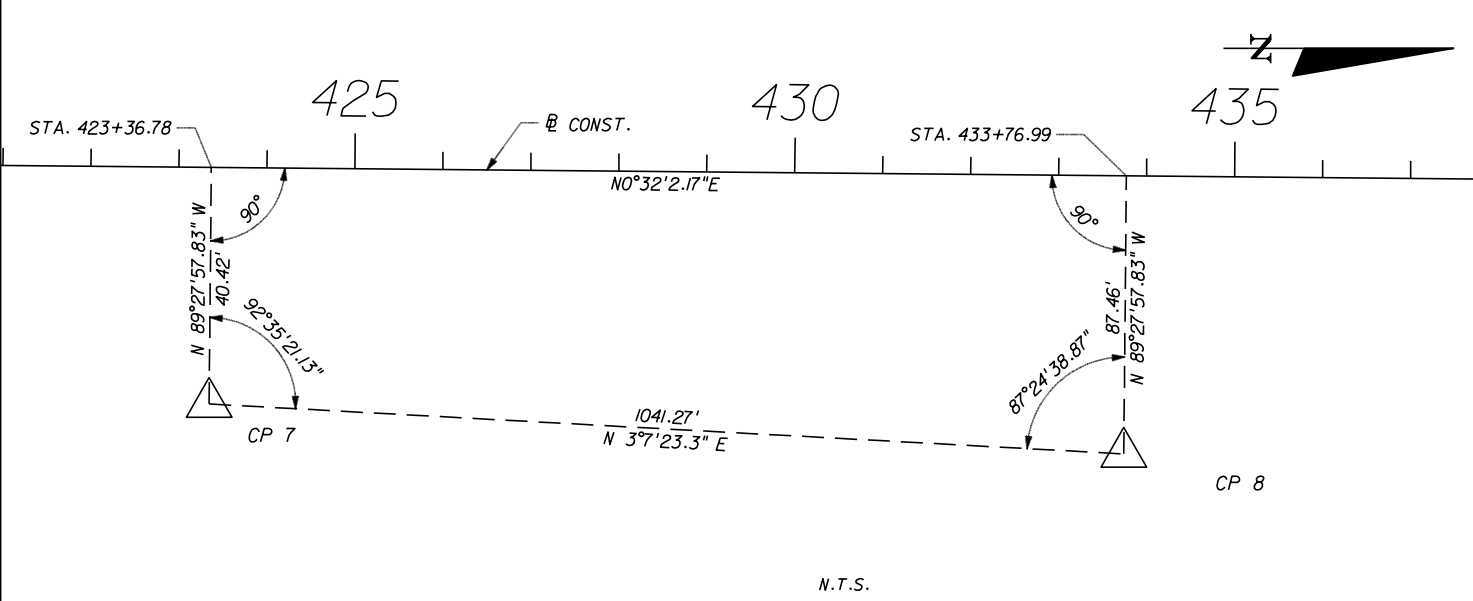 N
425
430
435
STA. 423+36.78
BL CONST.
STA. 433+76.99
N0°32'2.17"E
90°
90°
N 89°27'57.83" W
40.42'
87.46'
N 89°27'57.83" W
92°35'21.13"
87°24'38.87"
1041.27'
N 3°7'23.3" E
CP 7
CP 8
N.T.S.